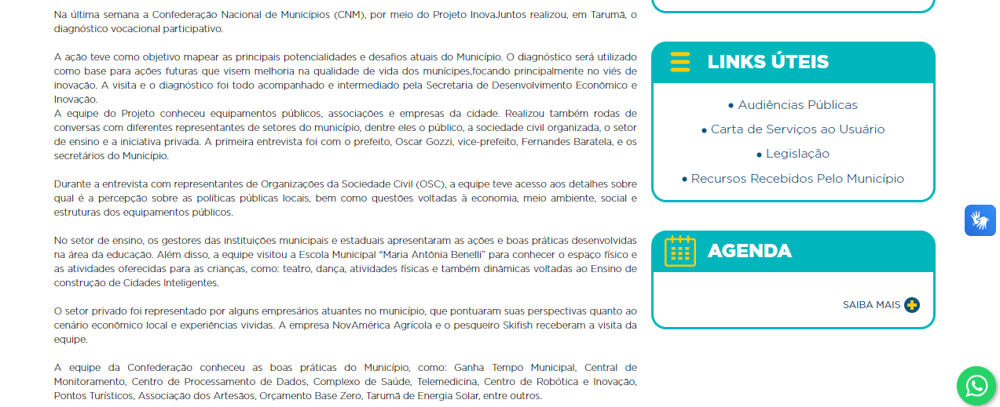 Na última semana a Confederação Nacional de Municípios (CNM), por meio do Projeto InovaJuntos realizou, em Tarumã, o
diagnóstico vocacional participativo.
A ação teve como objetivo mapear as principais potencialidades e desafios atuais do Município. O diagnóstico será utilizado
como base para ações futuras que visem melhoria na qualidade de vida dos munícipes,focando principalmente no viés de
inovação. A visita e o diagnóstico foi todo acompanhado e intermediado pela Secretaria de Desenvolvimento Econômico e
Inovação.
A equipe do Projeto conheceu equipamentos públicos, associações e empresas da cidade. Realizou também rodas de
conversas com diferentes representantes de setores do município, dentre eles o público, a sociedade civil organizada, o setor
de ensino e a iniciativa privada. A primeira entrevista foi com o prefeito, Oscar Gozzi, vice-prefeito, Fernandes Baratela, e os
secretários do Município.
Durante a entrevista com representantes de Organizações da Sociedade Civil (OSC), a equipe teve acesso aos detalhes sobre
qual é a percepção sobre as políticas públicas locais, bem como questões voltadas à economia, meio ambiente, social e
estruturas dos equipamentos públicos.
No setor de ensino, os gestores das instituições municipais e estaduais apresentaram as ações e boas práticas desenvolvidas
na área da educação. Além disso, a equipe visitou a Escola Municipal “Maria Antônia Benelli” para conhecer o espaço físico e
as atividades oferecidas para as crianças, como: teatro, dança, atividades físicas e também dinâmicas voltadas ao Ensino de
construção de Cidades Inteligentes.
O setor privado foi representado por alguns empresários atuantes no município, que pontuaram suas perspectivas quanto ao
cenário econômico local e experiências vividas. A empresa NovAmérica Agrícola e o pesqueiro Skifish receberam a visita da
equipe.
A equipe da Confederação conheceu as boas práticas do Município, como: Ganha Tempo Municipal, Central de
Monitoramento, Centro de Processamento de Dados, Complexo de Saúde, Telemedicina, Centro de Robótica e Inovação,
Pontos Turísticos, Associação dos Artesãos, Orçamento Base Zero, Tarumã de Energia Solar, entre outros.
LINKS ÚTEIS
• Audiências Públicas
• Carta de Serviços ao Usuário
• Legislação
• Recursos Recebidos Pelo Município
AGENDA
SAIBA MAIS